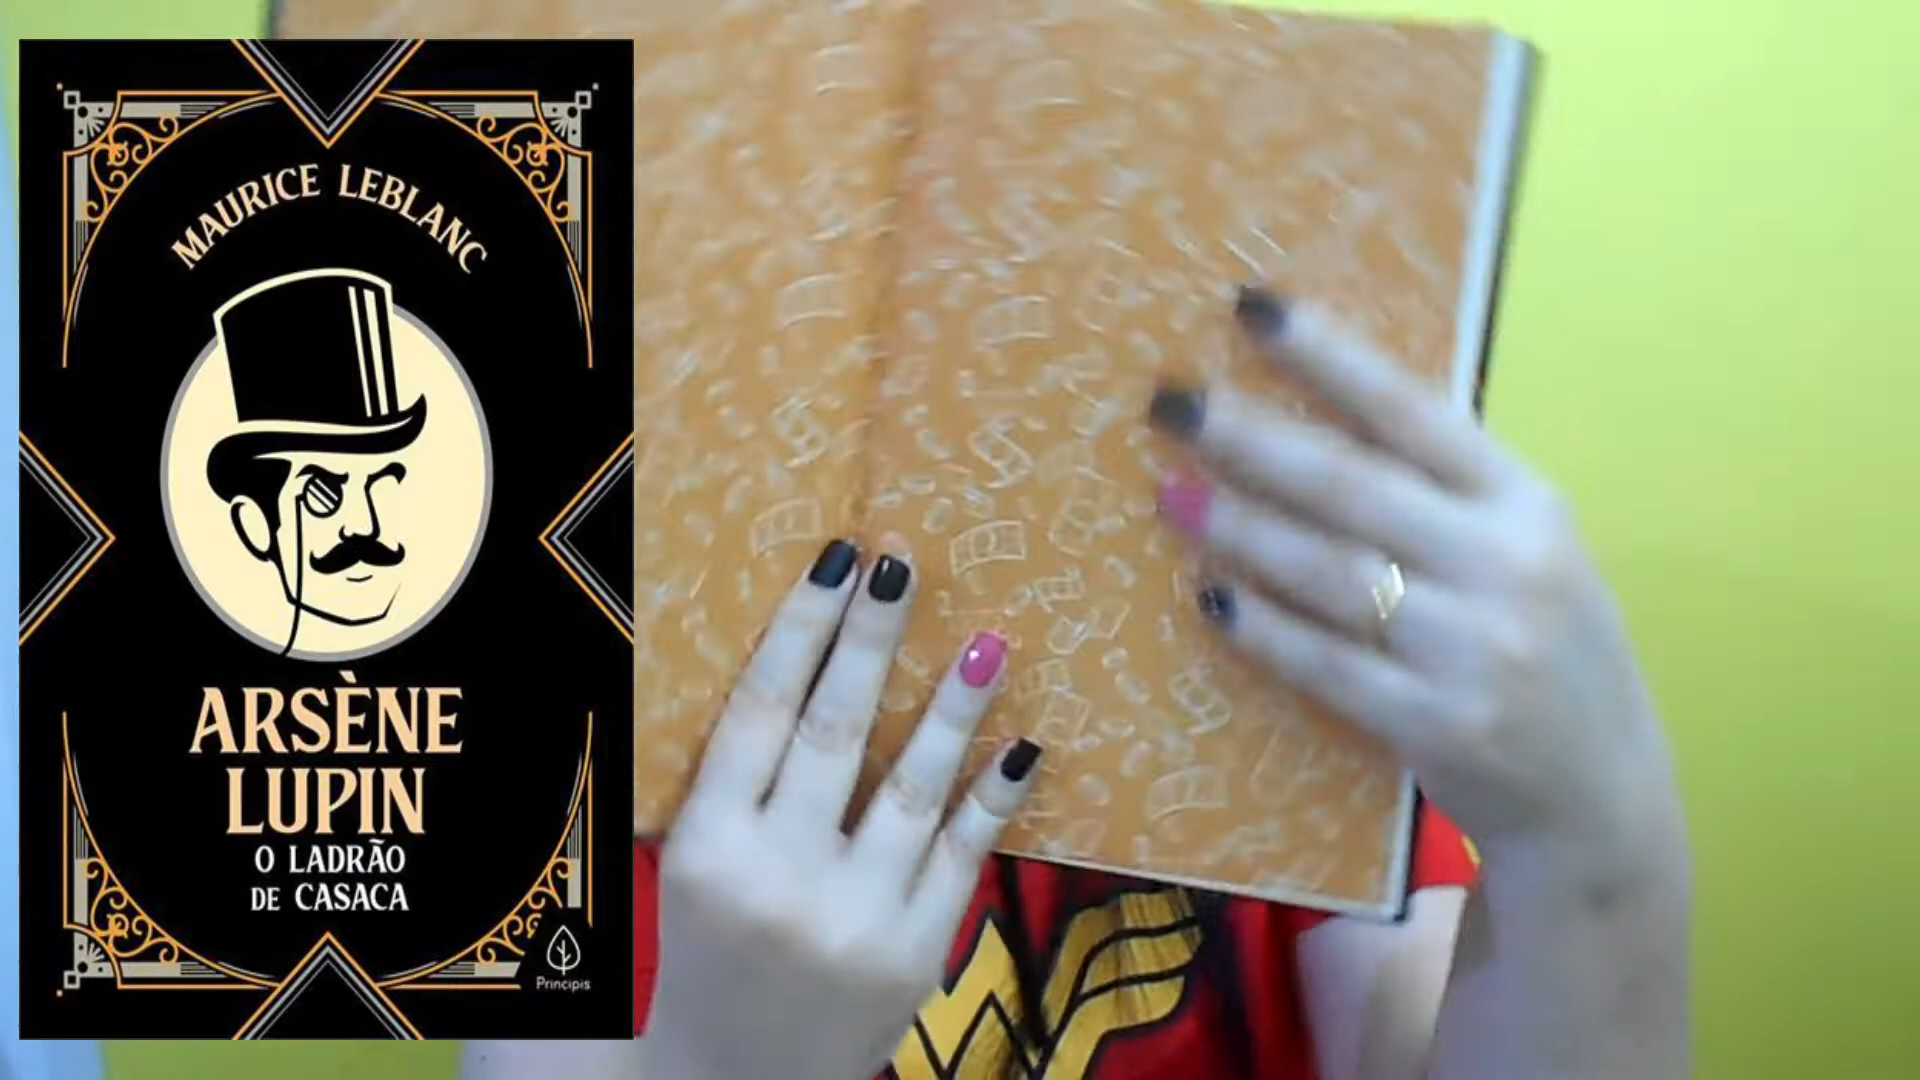 MAURICE LEBLANC
ARSÈNE
LUPIN
O LADRÃO
DE CASACA
Principis